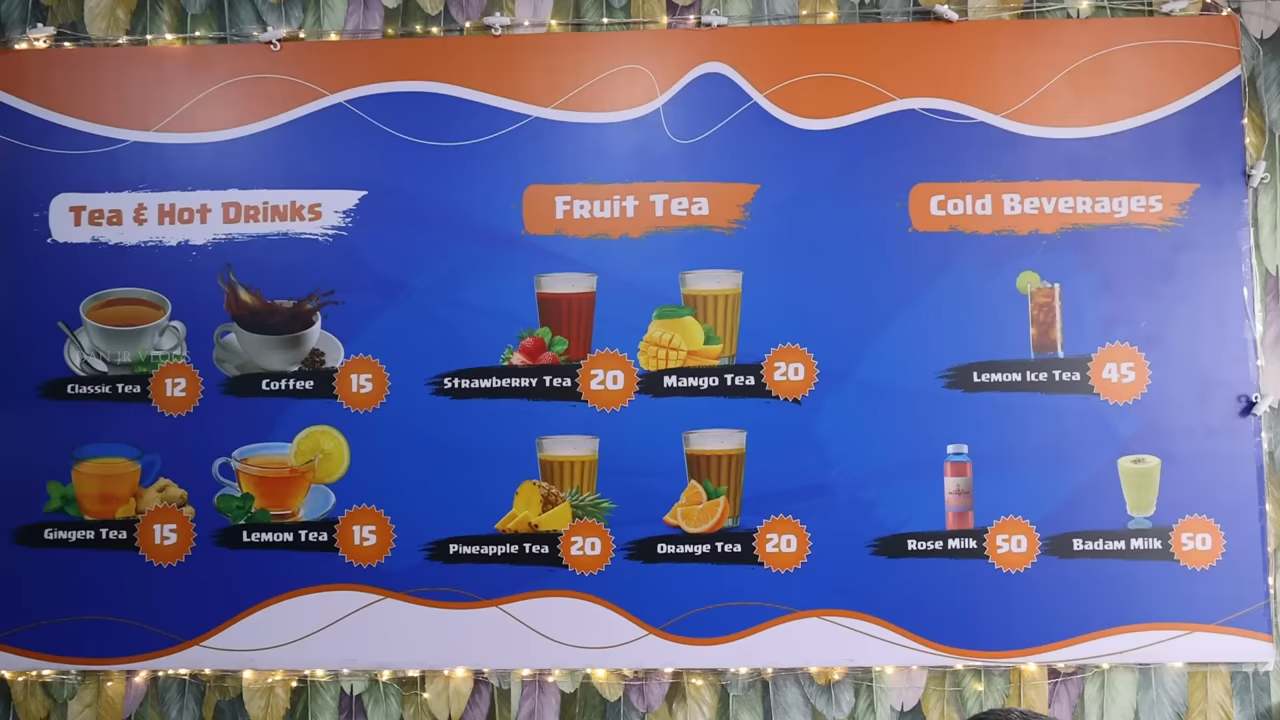 Tea & Hot Drinks
Classic Tea 12
Coffee 15
Ginger Tea 15
Lemon Tea 15
Fruit Tea
Strawberry Tea 20
Mango Tea 20
Pineapple Tea 20
Orange Tea 20
Cold Beverages
Lemon Ice Tea 45
Rose Milk 50
Badam Milk 50